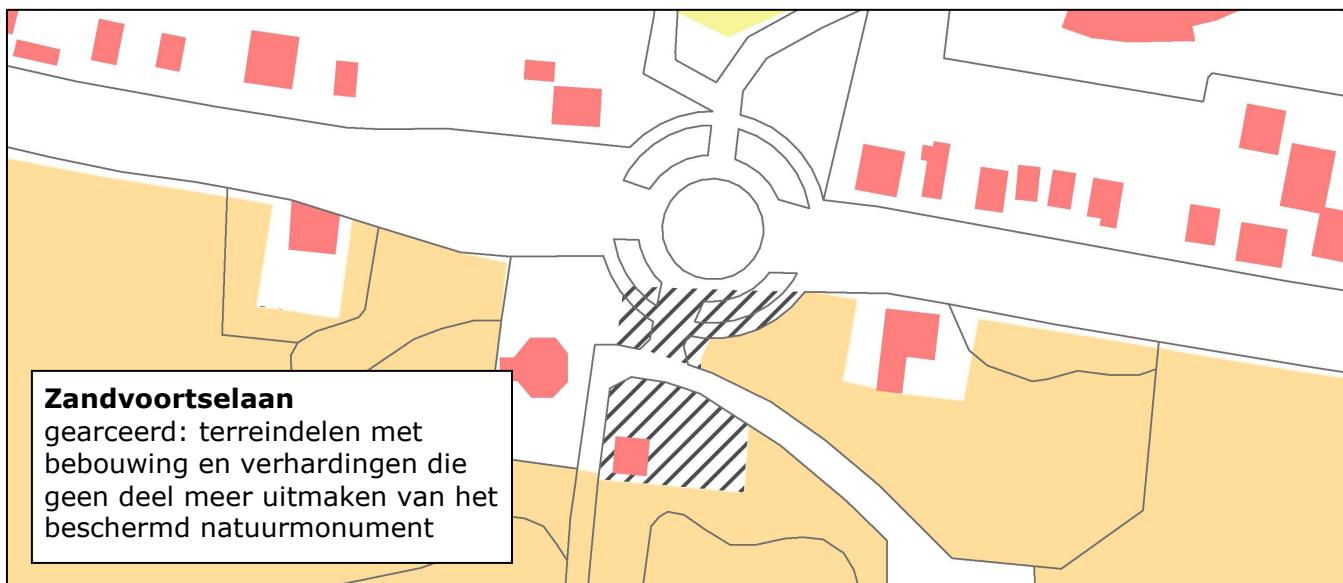 Zandvoortselaan
gearceerd: terreindelen met
bebouwing en verhardingen die
geen deel meer uitmaken van het
beschermd natuurmonument